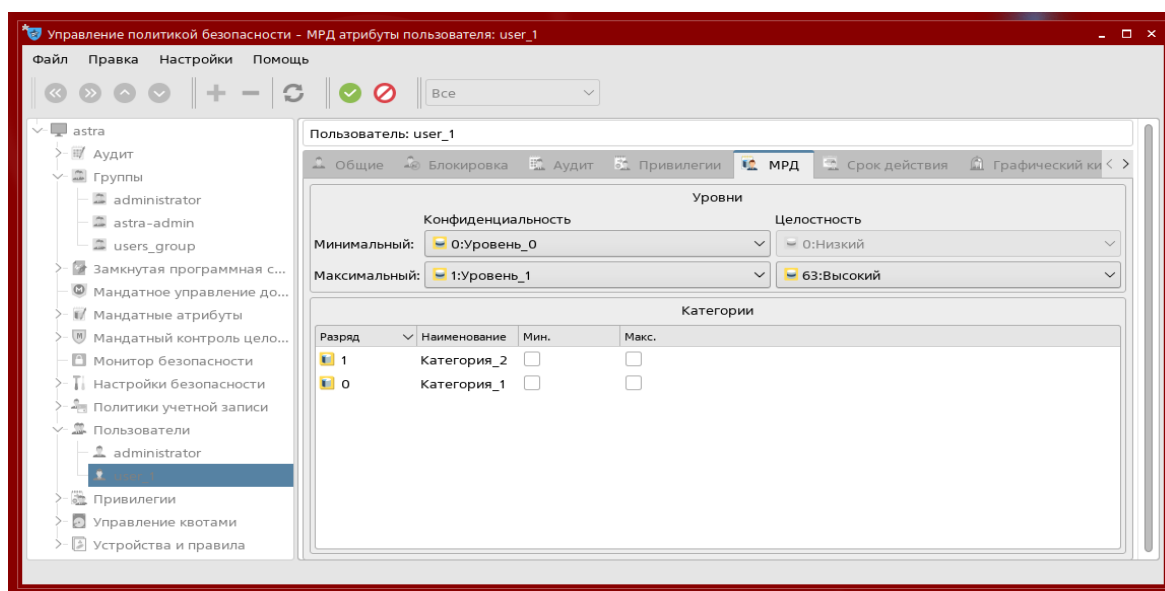 Управление политикой безопасности – МРД атрибуты пользователя: user_1
Файл Правка Настройки Помощь
Все
astra
Аудит
Группы
administrator
astra-admin
users_group
Замкнутая программная с...
Мандатное управление до...
Мандатные атрибуты
Мандатный контроль цело...
Монитор безопасности
Настройки безопасности
Политики учетной записи
Пользователи
administrator
user_1
Привилегии
Управление квотами
Устройства и правила
Пользователь: user_1
Общие Блокировка Аудит Привилегии МРД Срок действия Графический ки
Уровни
Конфиденциальность Целостность
Минимальный: 0:Уровень_0 0:Низкий
Максимальный: 1:Уровень_1 63:Высокий
Категории
Разряд Наименование Мин. Макс.
1 Категория_2
0 Категория_1